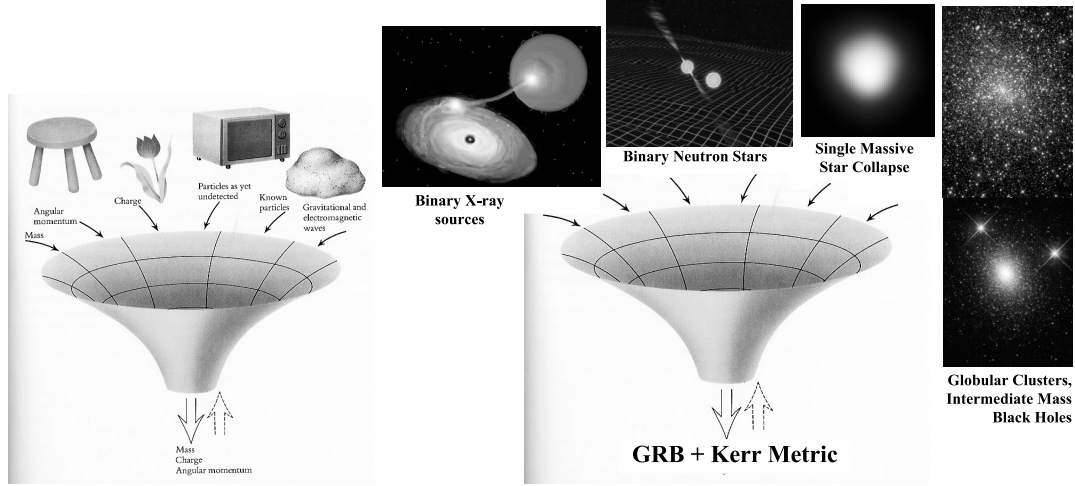 Angular
momentum
Mass
Charge
Particles as yet
undetected
Known
particles
Gravitational and
electromagnetic
waves
Mass
Charge
Angular momentum
Binary X-ray
sources
Binary Neutron Stars
Single Massive
Star Collapse
Globular Clusters,
Intermediate Mass
Black Holes
GRB + Kerr Metric